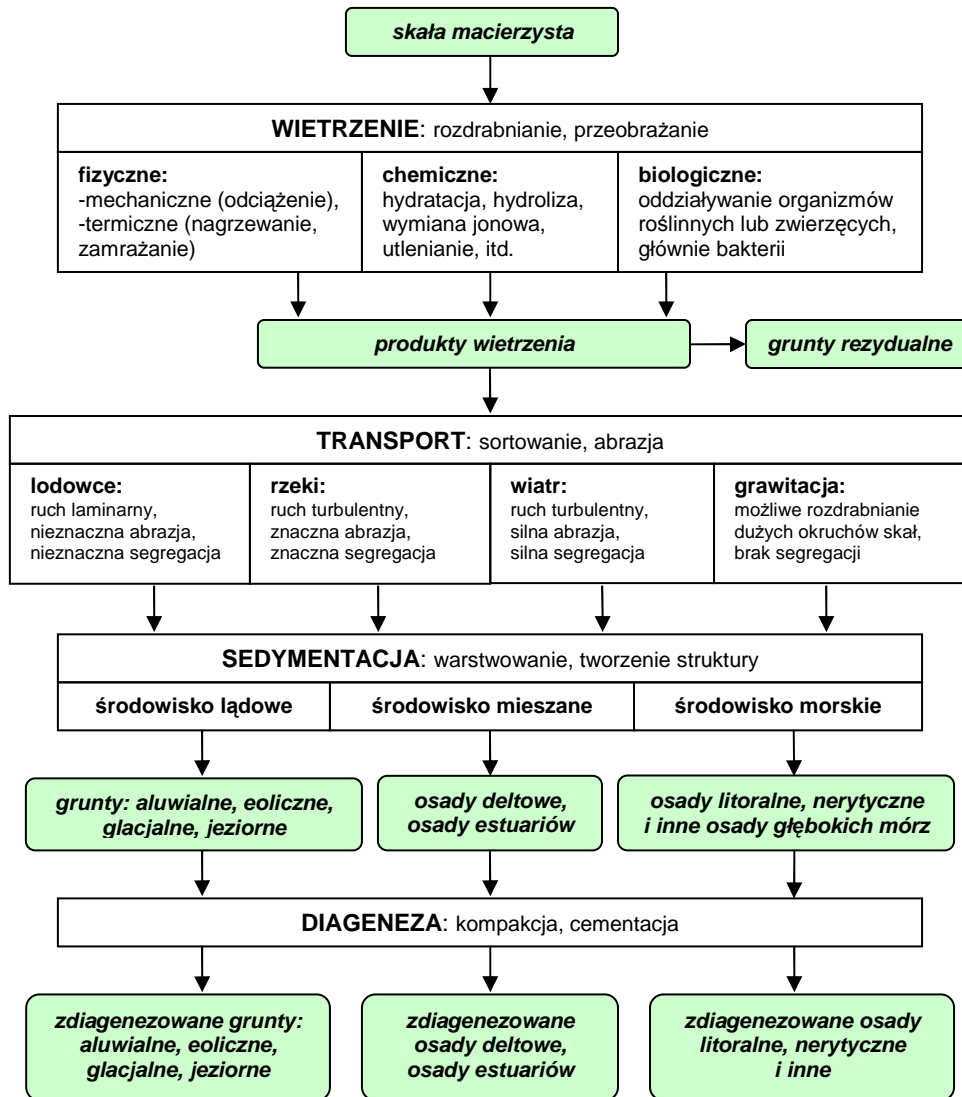 skała macierzysta
WIETRZENIE: rozdrabnianie, przeobrażanie
fizyczne:
-mechaniczne (odciążenie),
-termiczne (nagrzewanie,
zamrażanie)
chemiczne:
hydratacja, hydroliza,
wymiana jonowa,
utlenianie, itd.
biologiczne:
oddziaływanie organizmów
roślinnych lub zwierzęcych,
głównie bakterii
produkty wietrzenia
grunty rezydualne
TRANSPORT: sortowanie, abrazja
lodowce:
ruch laminarny,
nieznaczna abrazja,
nieznaczna segregacja
rzeki:
ruch turbulentny,
znaczna abrazja,
znaczna segregacja
wiatr:
ruch turbulentny,
silna abrazja,
silna segregacja
grawitacja:
możliwe rozdrabnianie
dużych okruchów skał,
brak segregacji
SEDYMENTACJA: warstwowanie, tworzenie struktury
środowisko lądowe
środowisko mieszane
środowisko morskie
grunty: aluwialne, eoliczne,
glacjalne, jeziorne
osady deltowe,
osady estuariów
osady litoralne, nerytyczne
i inne osady głębokich mórz
DIAGENEZA: kompakcja, cementacja
zdiagenezowane grunty:
aluwialne, eoliczne,
glacjalne, jeziorne
zdiagenezowane
osady deltowe,
osady estuariów
zdiagenezowane osady
litoralne, nerytyczne
i inne